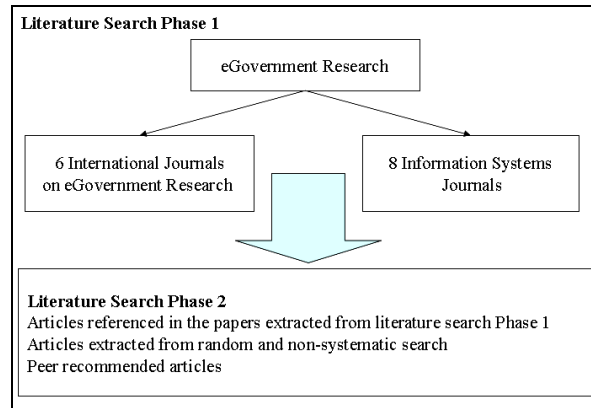 Literature Search Phase 1
eGovernment Research
6 International Journals
on eGovernment Research
8 Information Systems
Journals
Literature Search Phase 2
Articles referenced in the papers extracted from literature search Phase 1
Articles extracted from random and non-systematic search
Peer recommended articles